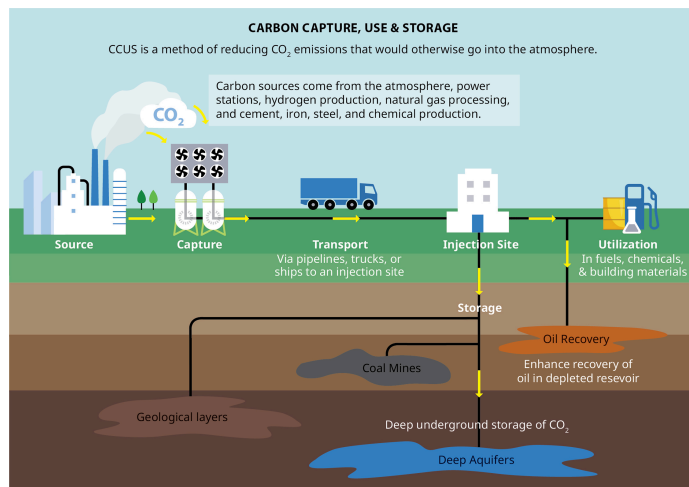 CARBON CAPTURE, USE & STORAGE
CCUS is a method of reducing CO₂ emissions that would otherwise go into the atmosphere.
Carbon sources come from the atmosphere, power
stations, hydrogen production, natural gas processing,
and cement, iron, steel, and chemical production.
CO₂
Source
Capture
Transport
Via pipelines, trucks, or
ships to an injection site
Injection Site
Utilization
In fuels, chemicals,
& building materials
Storage
Oil Recovery
Enhance recovery of
oil in depleted resevoir
Coal Mines
Geological layers
Deep underground storage of CO₂
Deep Aquifers